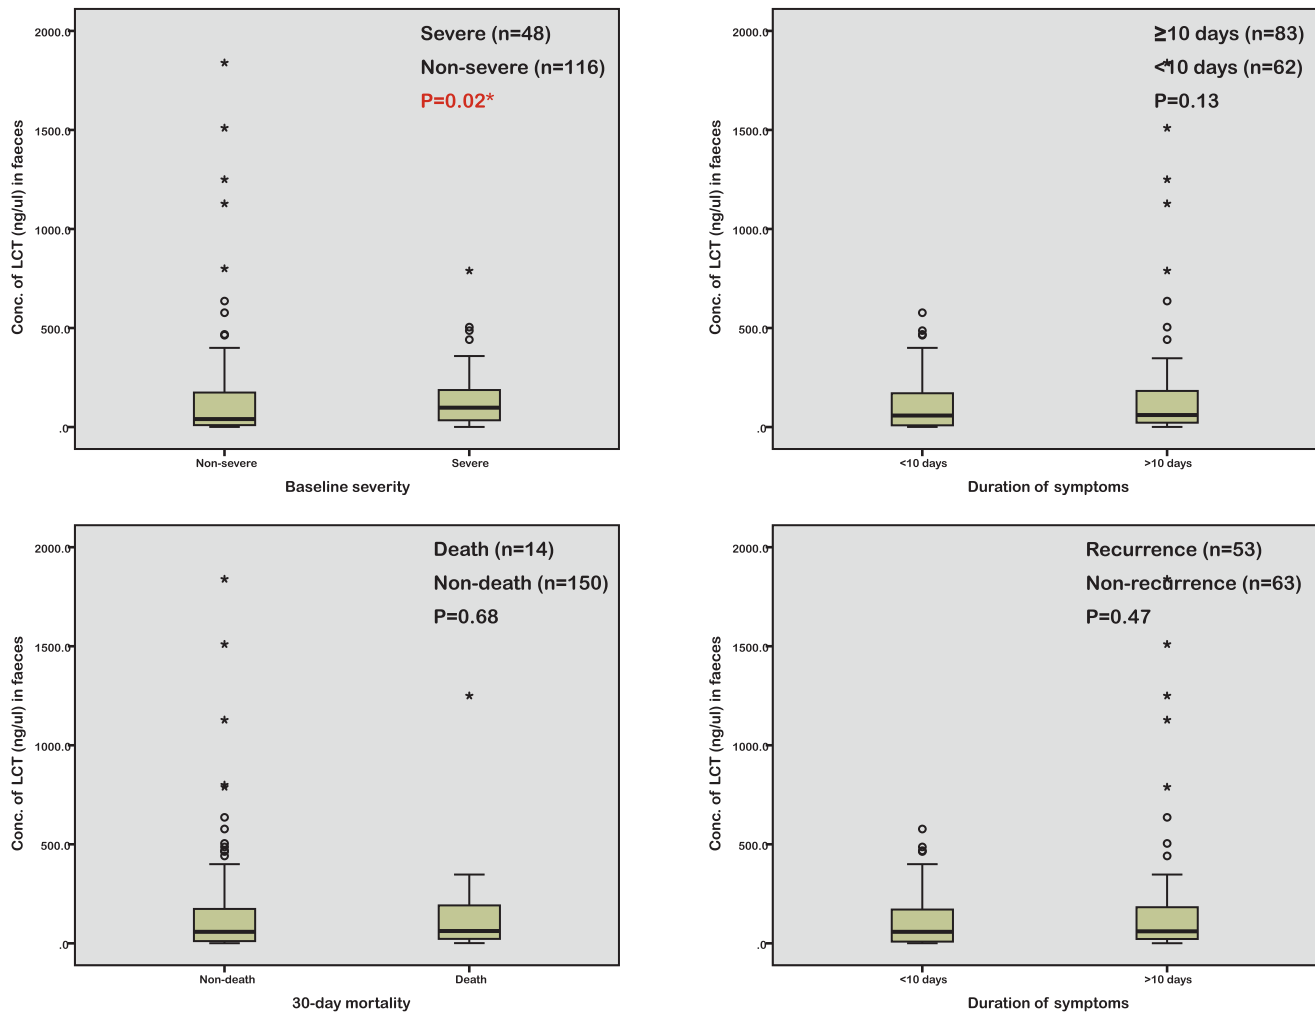 2000.0
1500.0
1000.0
500.0
.0
Conc. of LCT (ng/ul) in faeces
Severe (n=48)
Non-severe (n=116)
P=0.02*
Non-severe
Severe
Baseline severity
2000.0
1500.0
1000.0
500.0
.0
Conc. of LCT (ng/ul) in faeces
≥10 days (n=83)
<10 days (n=62)
P=0.13
<10 days
>10 days
Duration of symptoms
2000.0
1500.0
1000.0
500.0
.0
Conc. of LCT (ng/ul) in faeces
Death (n=14)
Non-death (n=150)
P=0.68
Non-death
Death
30-day mortality
2000.0
1500.0
1000.0
500.0
.0
Conc. of LCT (ng/ul) in faeces
Recurrence (n=53)
Non-recurrence (n=63)
P=0.47
<10 days
>10 days
Duration of symptoms